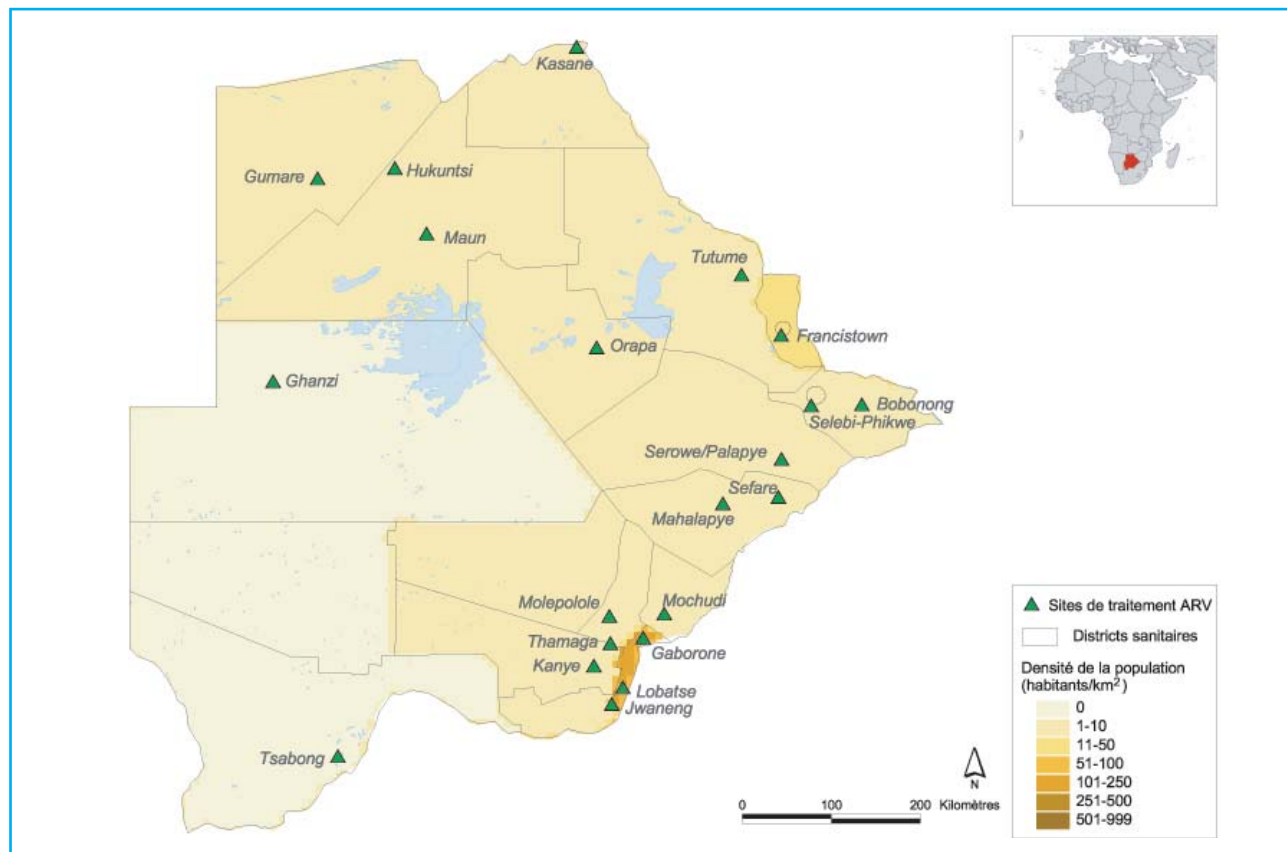 Kasane
Gumare
Hukuntsi
Maun
Tutume
Francistown
Orapa
Ghanzi
Bobonong
Selebi-Phikwe
Serowe/Palapye
Sefare
Mahalapye
Molepolole
Mochudi
Thamaga
Gaborone
Kanye
Lobatse
Jwaneng
Tsabong
N
0 100 200 Kilomètres
Sites de traitement ARV
Districts sanitaires
Densité de la population
(habitants/km²)
0
1-10
11-50
51-100
101-250
251-500
501-999